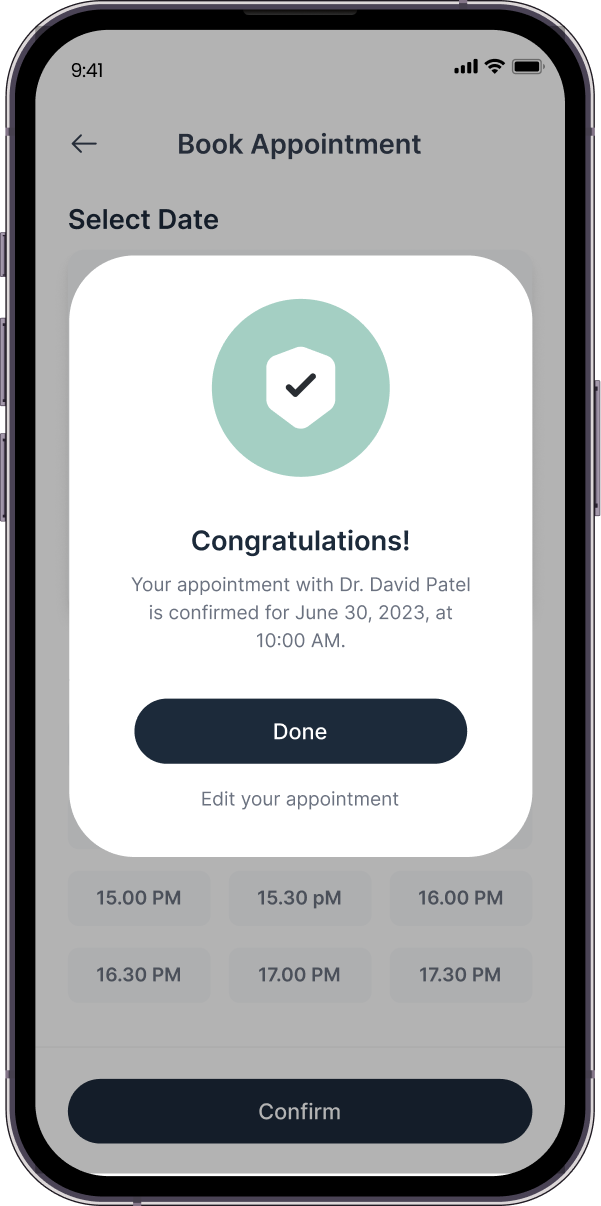 9:41
Book Appointment
Select Date
Congratulations!
Your appointment with Dr. David Patel
is confirmed for June 30, 2023, at
10:00 AM.
Done
Edit your appointment
15.00 PM
15.30 pM
16.00 PM
16.30 PM
17.00 PM
17.30 PM
Confirm